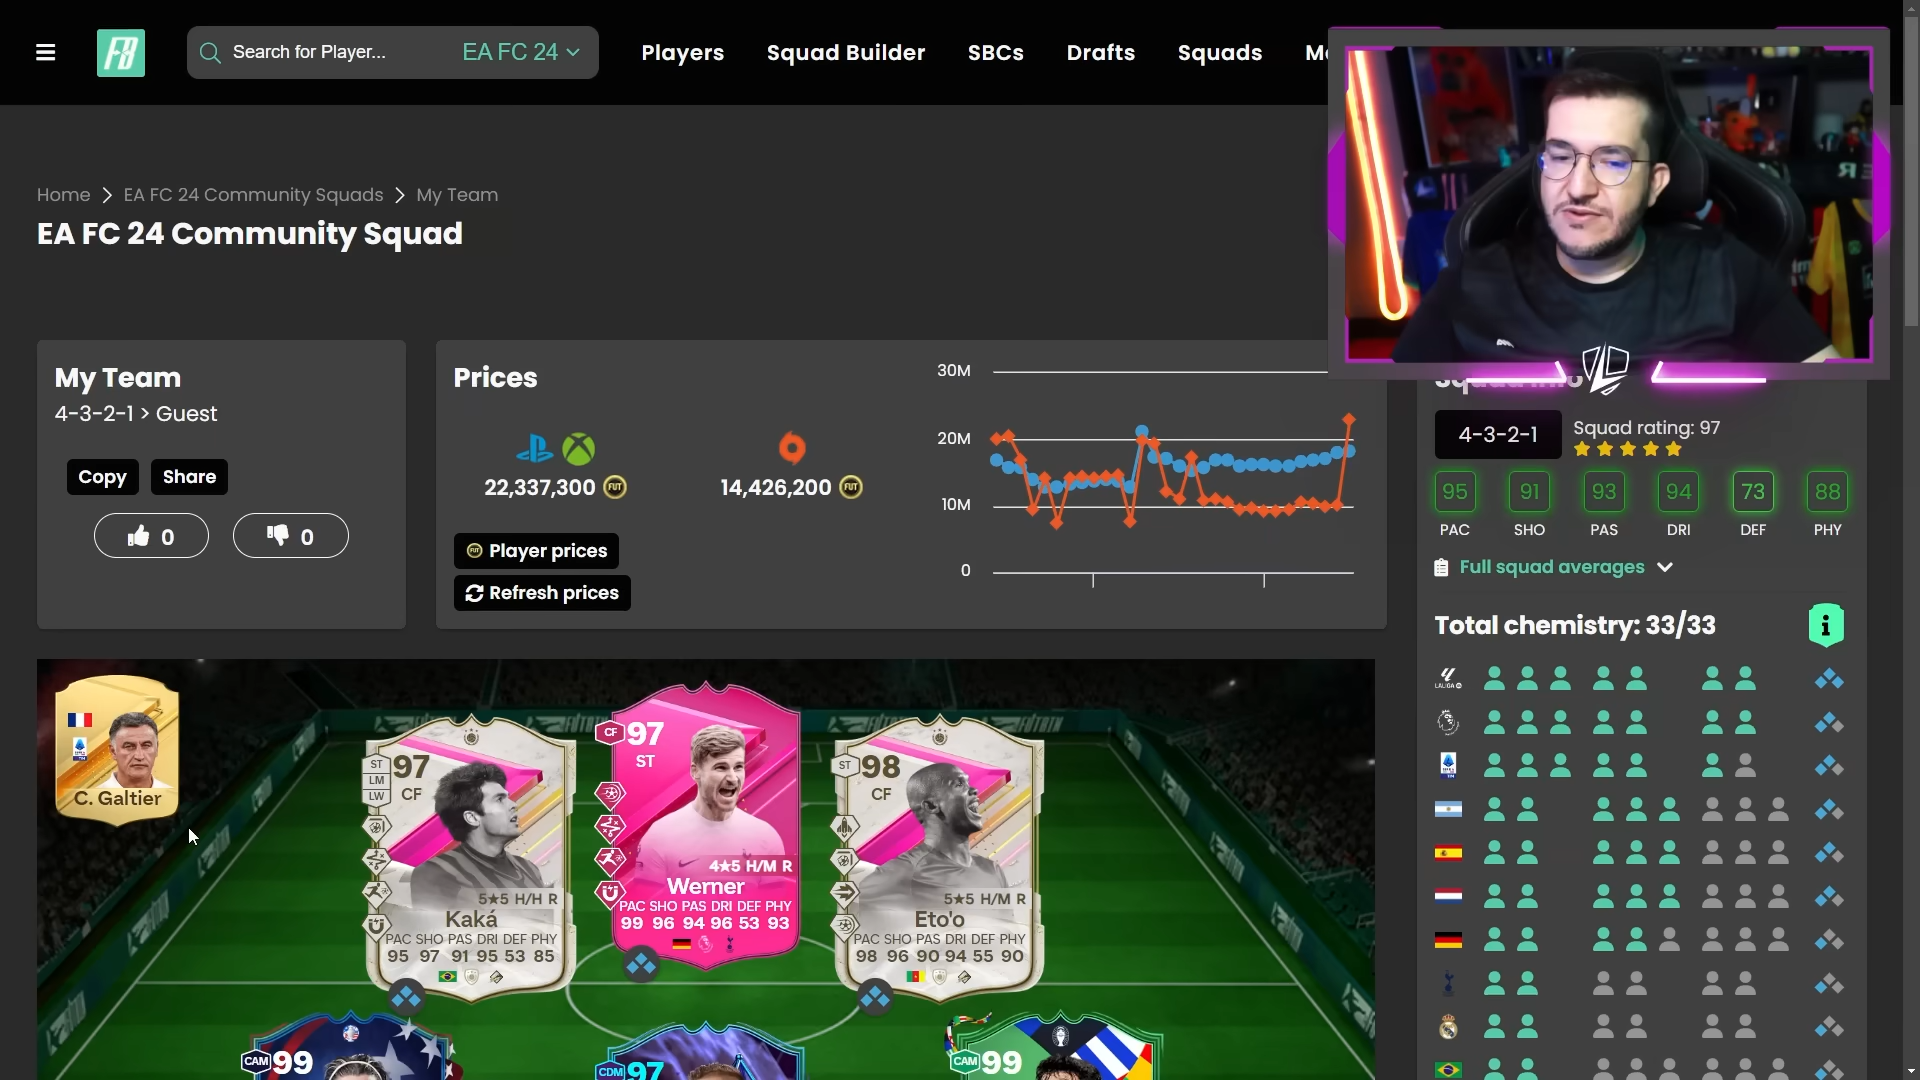 F8
Search for Player...
EA FC 24
Players
Squad Builder
SBCs
Drafts
Squads
Home > EA FC 24 Community Squads > My Team
EA FC 24 Community Squad
My Team
4-3-2-1 > Guest
Copy
Share
0
0
Prices
22,337,300
FUT
14,426,200
FUT
Player prices
Refresh prices
30M
20M
10M
0
Squad info
4-3-2-1
Squad rating: 97
95
91
93
94
73
88
PAC
SHO
PAS
DRI
DEF
PHY
Full squad averages
Total chemistry: 33/33
C. Galtier
ST
LM
LW
97
CF
5★5 H/H R
Kaká
PAC SHO PAS DRI DEF PHY
95 97 91 95 53 85
CF
97
ST
4★5 H/M R
Werner
PAC SHO PAS DRI DEF PHY
99 96 94 96 53 93
ST
98
CF
5★5 H/M R
Eto'o
PAC SHO PAS DRI DEF PHY
98 96 90 94 55 90
CAM
99
CDM
97
CAM
99